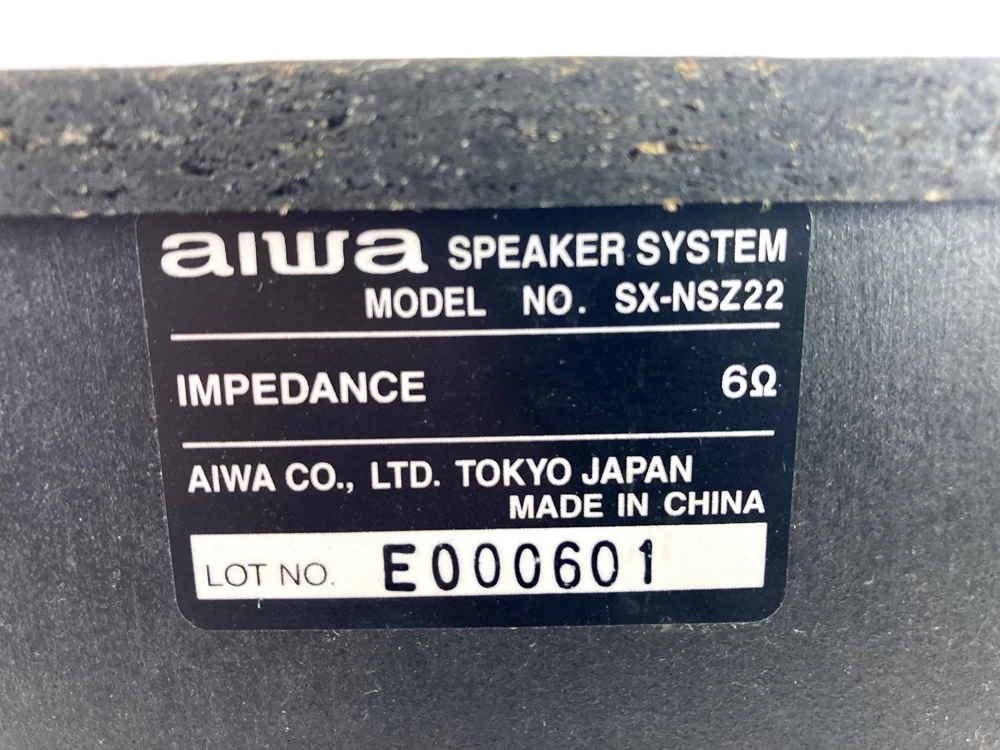 aiwa SPEAKER SYSTEM
MODEL NO. SX-NSZ22
IMPEDANCE 6Ω
AIWA CO., LTD. TOKYO JAPAN
MADE IN CHINA
LOT NO. E000601